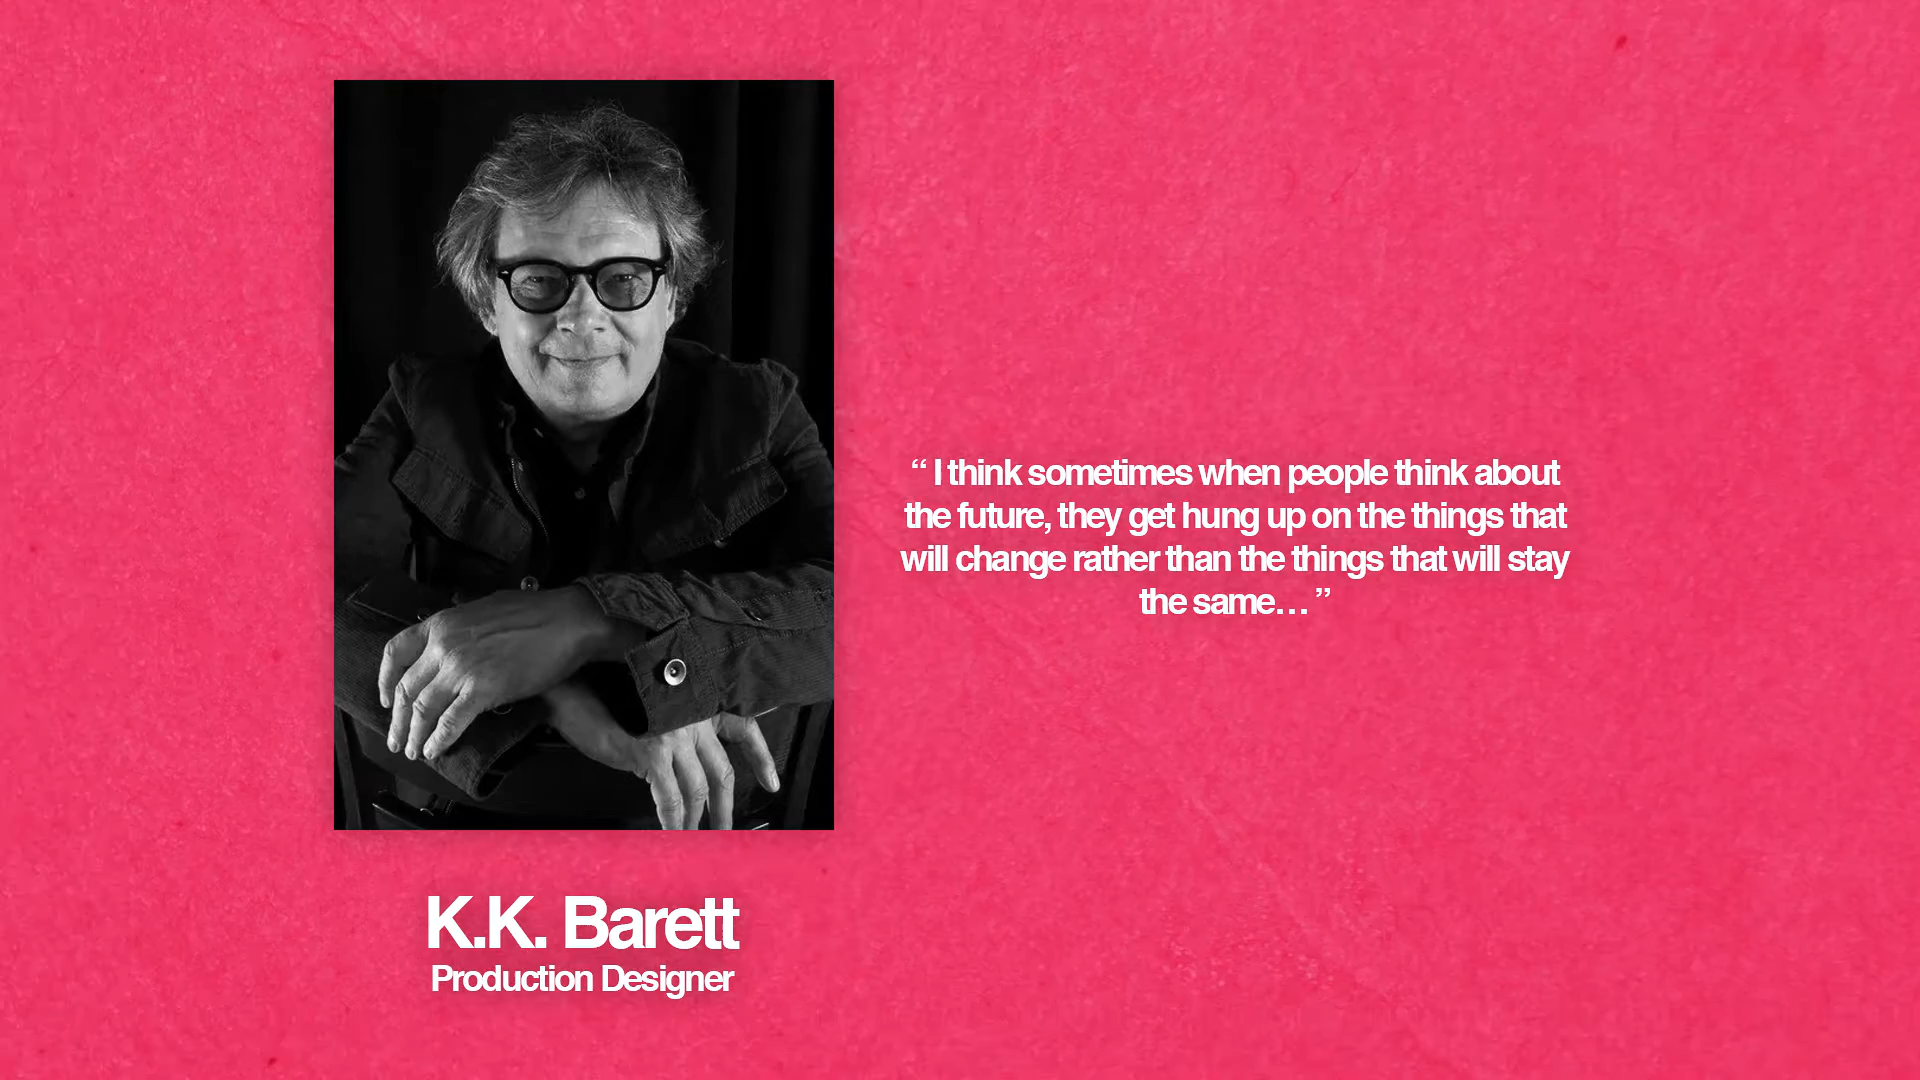 “ I think sometimes when people think about
the future, they get hung up on the things that
will change rather than the things that will stay
the same… ”
K.K. Barett
Production Designer